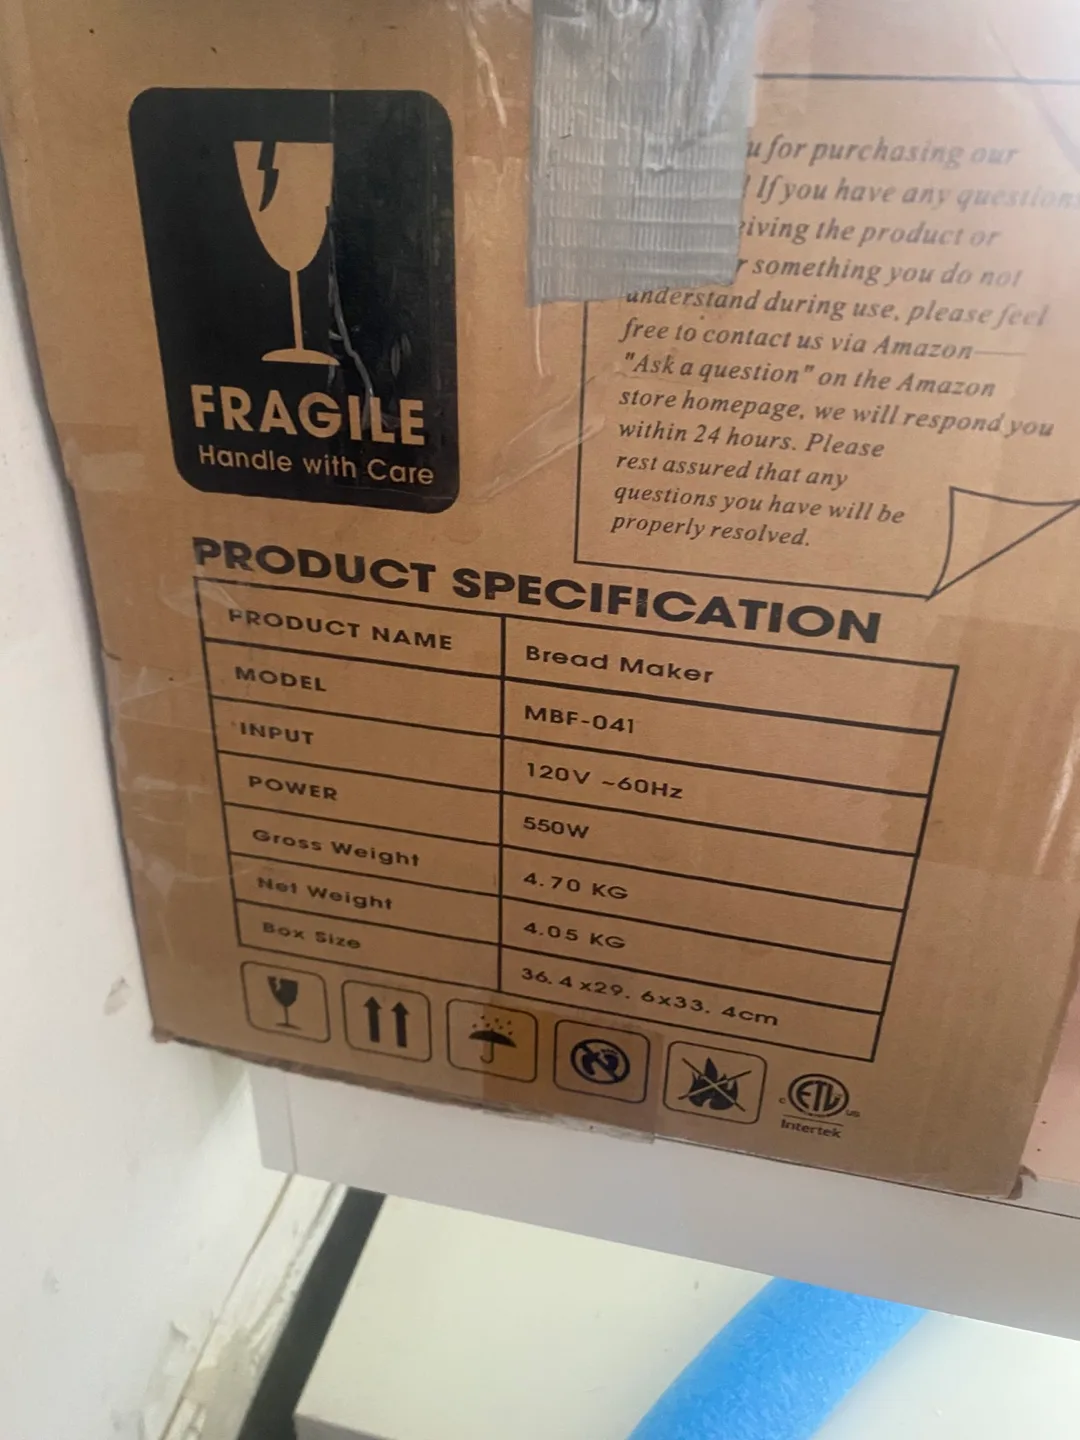 FRAGILE
Handle with Care
for purchasing our
! If you have any questions
the product or
something you do not
understand during use, please feel
free to contact us via Amazon—
"Ask a question" on the Amazon
store homepage, we will respond you
within 24 hours. Please
rest assured that any
questions you have will be
properly resolved.
PRODUCT SPECIFICATION
PRODUCT NAME Bread Maker
MODEL MBF-041
INPUT 120V ~60Hz
POWER 550W
Gross Weight 4.70 KG
Net Weight 4.05 KG
Box Size 36.4x29.6x33.4cm
C ETL US
Intertek